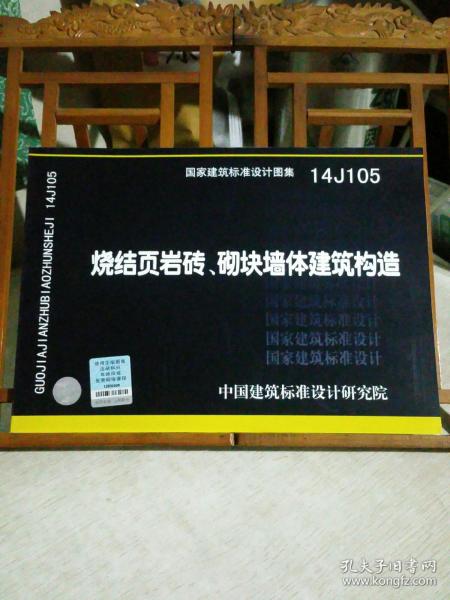 国家建筑标准设计图集 14J105
GUOJIAJIANZHUBIAOZHUNSHEJI 14J105
烧结页岩砖、砌块墙体建筑构造
国家建筑标准设计
国家建筑标准设计
国家建筑标准设计
国家建筑标准设计
中国建筑标准设计研究院
孔夫子旧书网
www.kongfz.com